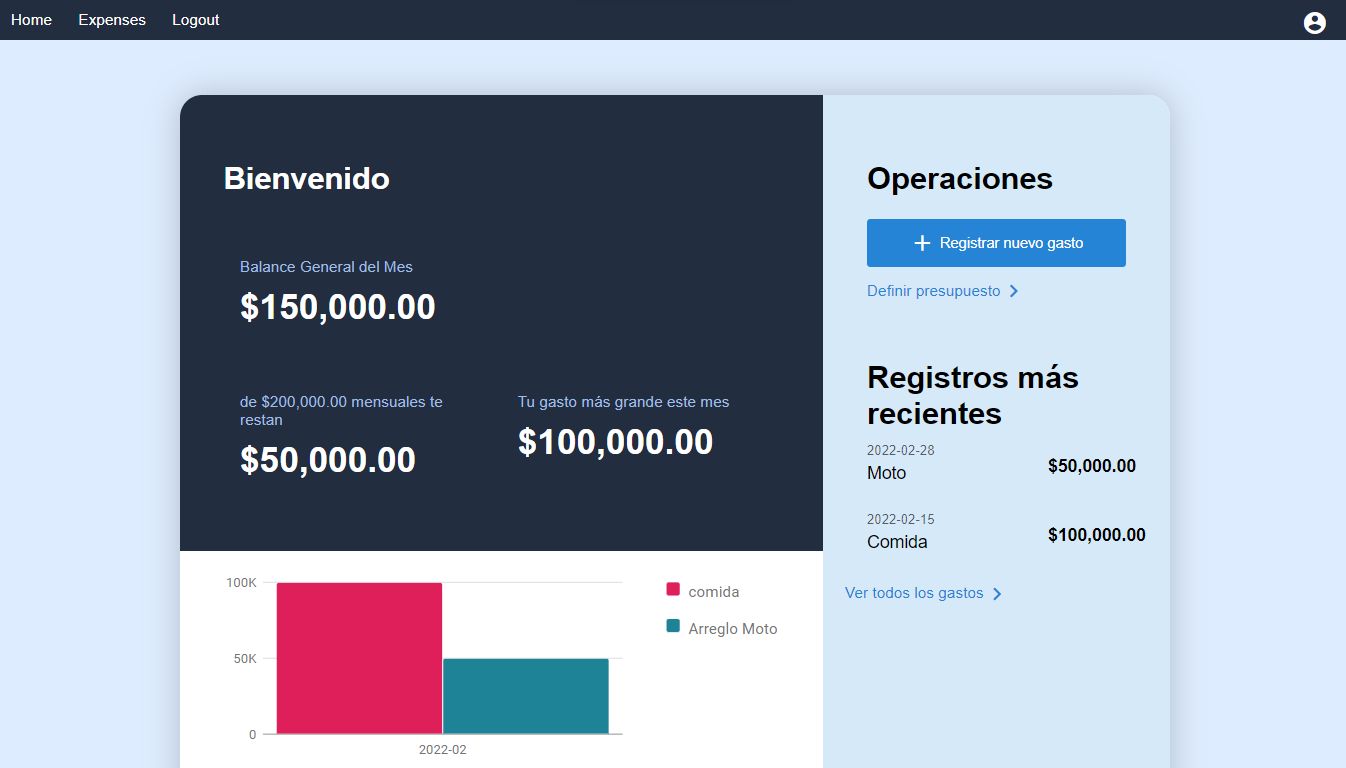 Home Expenses Logout
Bienvenido
Balance General del Mes
$150,000.00
de $200,000.00 mensuales te
restan
$50,000.00
Tu gasto más grande este mes
$100,000.00
100K
50K
0
2022-02
comida
Arreglo Moto
Operaciones
Registrar nuevo gasto
Definir presupuesto
Registros más
recientes
2022-02-28
Moto
$50,000.00
2022-02-15
Comida
$100,000.00
Ver todos los gastos